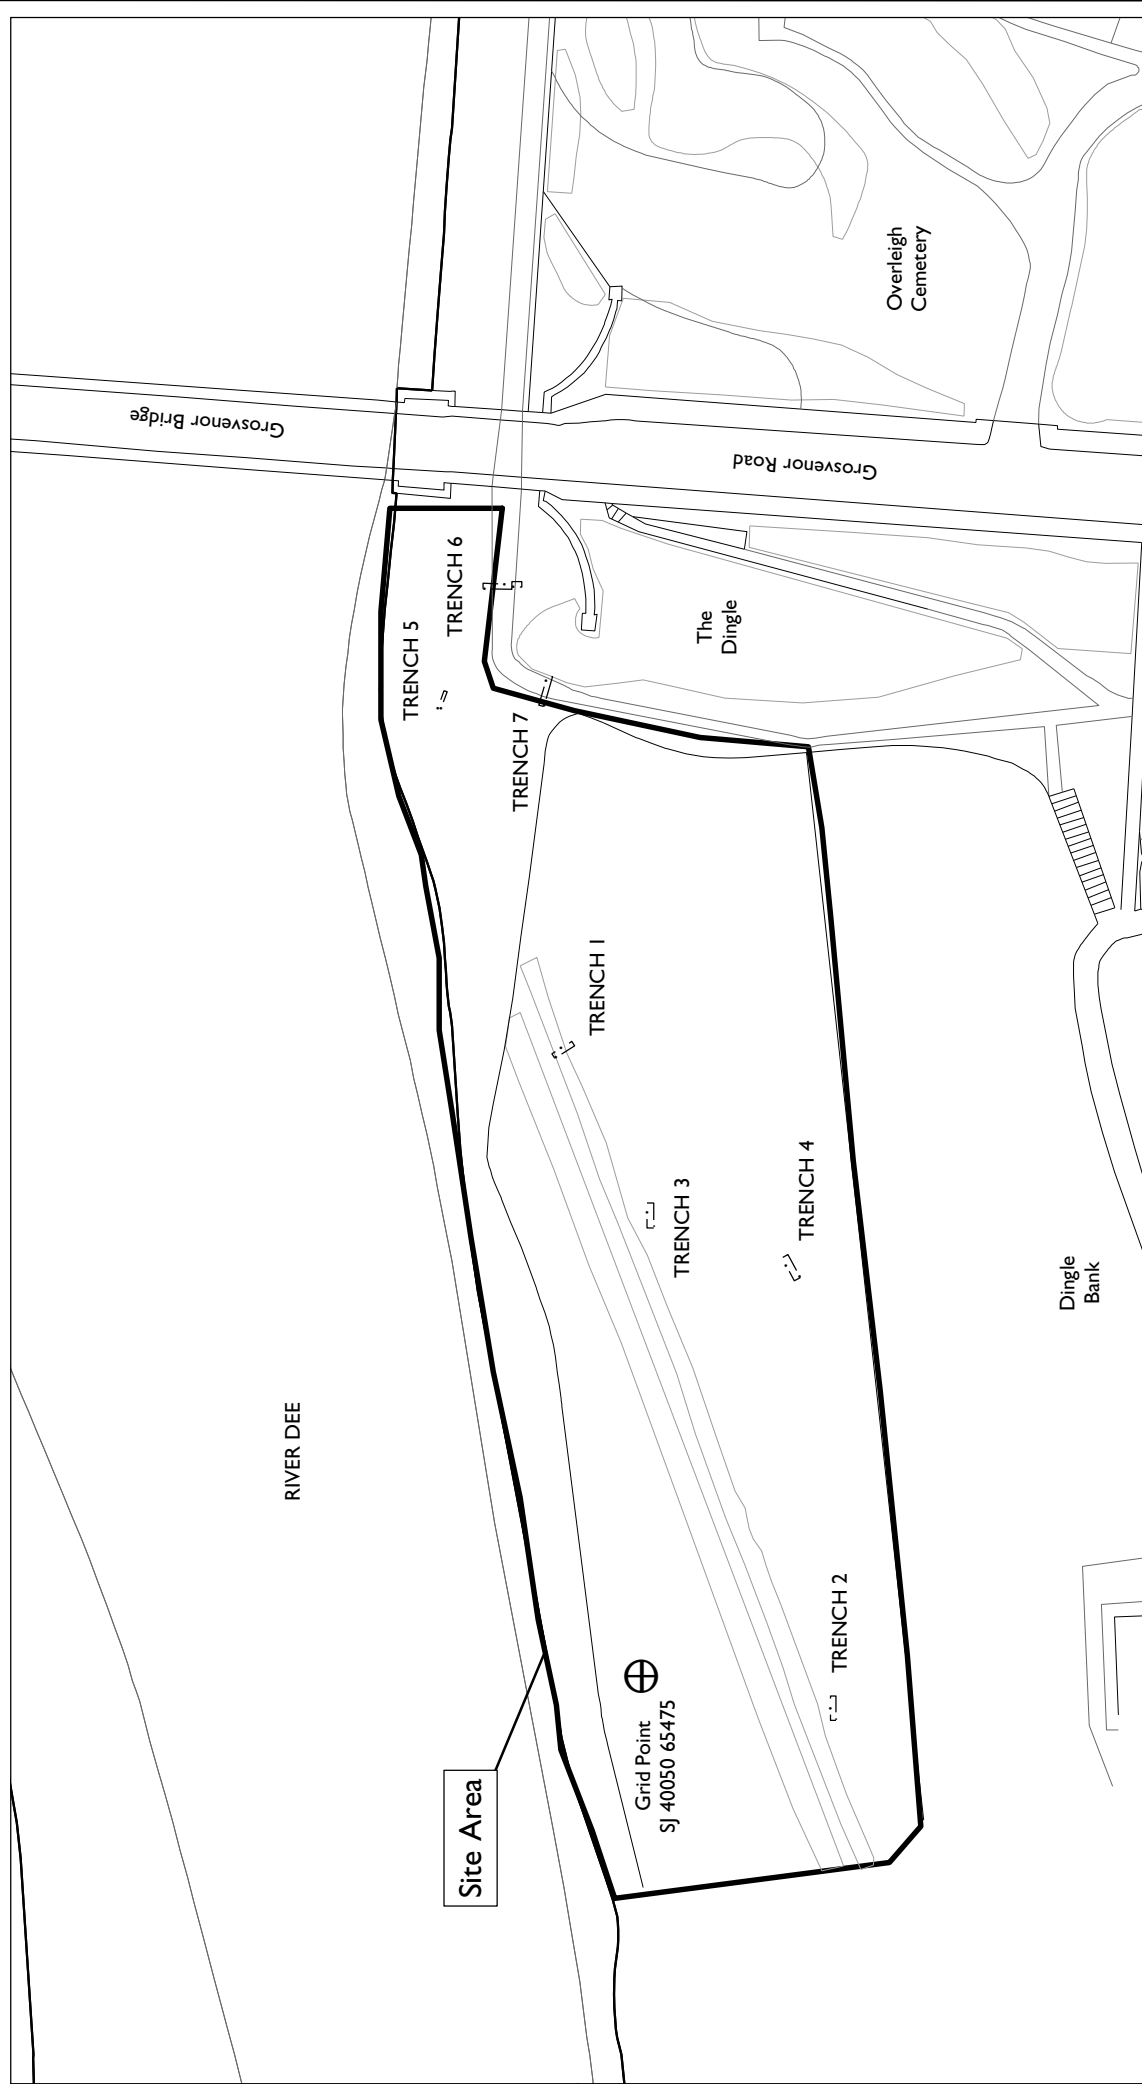 Grosvenor Bridge
Overleigh
Cemetery
Grosvenor Road
TRENCH 6
TRENCH 5
The
Dingle
TRENCH 7
TRENCH 1
TRENCH 3
TRENCH 4
Dingle
Bank
RIVER DEE
TRENCH 2
Grid Point
SJ 40050 65475
Site Area